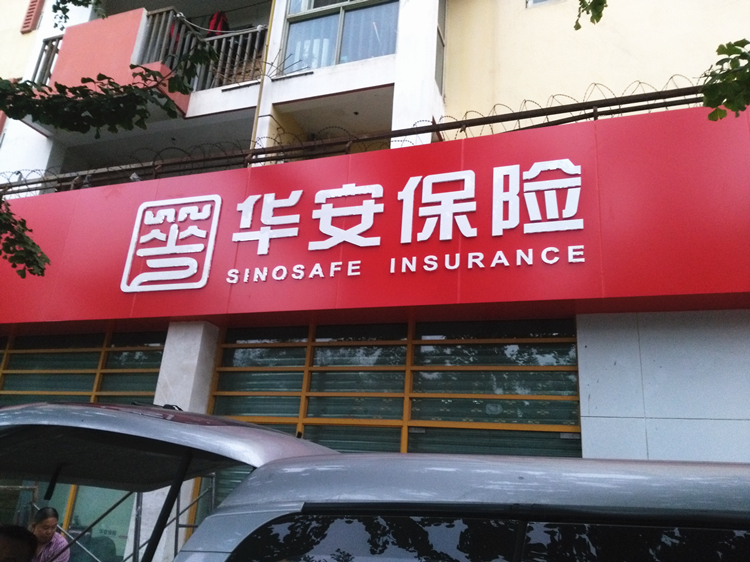 华安保险
SINOSAFE INSURANCE